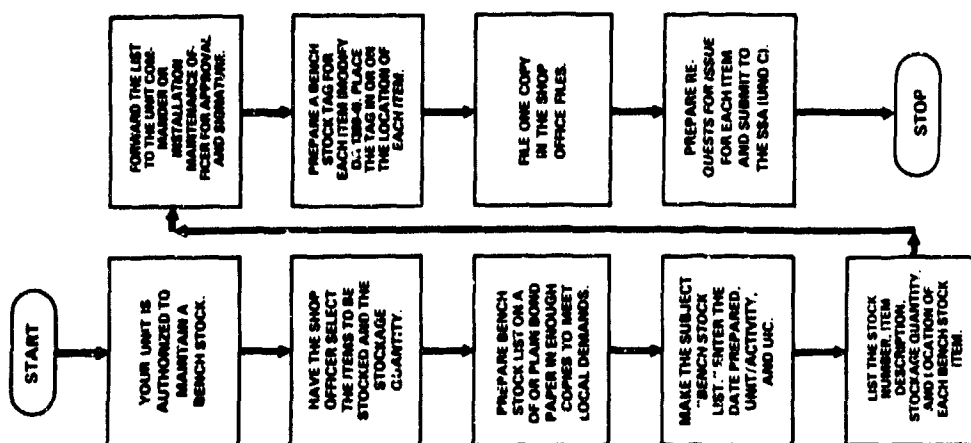 START
YOUR UNIT IS
AUTHORIZED TO
MAINTAIN A
BENCH STOCK.
HAVE THE SHOP
OFFICER SELECT
THE ITEMS TO BE
STOCKED AND THE
STOCKAGE
QUANTITY.
PREPARE BENCH
STOCK LIST ON A
DF OR PLAIN BOND
PAPER IN ENOUGH
COPIES TO MEET
LOCAL DEMANDS.
MAKE THE SUBJECT
"BENCH STOCK
LIST." ENTER THE
DATE PREPARED,
UNIT/ACTIVITY,
AND UIC.
LIST THE STOCK
NUMBER, ITEM
DESCRIPTION,
STOCKAGE QUANTITY,
AND LOCATION OF
EACH BENCH STOCK
ITEM.
FORWARD THE LIST
TO THE UNIT COM-
MANDER OR
INSTALLATION
MAINTENANCE OF-
FICER FOR APPROVAL
AND SIGNATURE.
PREPARE A BENCH
STOCK TAG FOR
EACH ITEM (MODIFY
PLACE
THE TAG IN OR ON
THE LOCATION OF
EACH ITEM.
FILE ONE COPY
IN THE SHOP
OFFICE FILES.
PREPARE RE-
QUESTS FOR ISSUE
FOR EACH ITEM
AND SUBMIT TO
THE SSA (UND C).
STOP